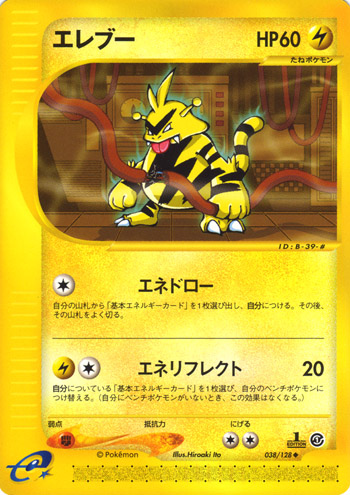 エレブー HP60
たねポケモン
ID:B-39-#
エネドロー
自分の山札から「基本エネルギーカード」を1枚選び出し、自分につける。その後、
その山札をよく切る。
エネリフレクト 20
自分についている「基本エネルギーカード」を1枚選び、自分のベンチポケモンに
つけ替える。(自分にベンチポケモンがいないとき、この効果はなくなる。)
弱点 抵抗力 にげる
1
EDITION
© Pokémon Illus.Hiroaki Ito 038/128◆
e